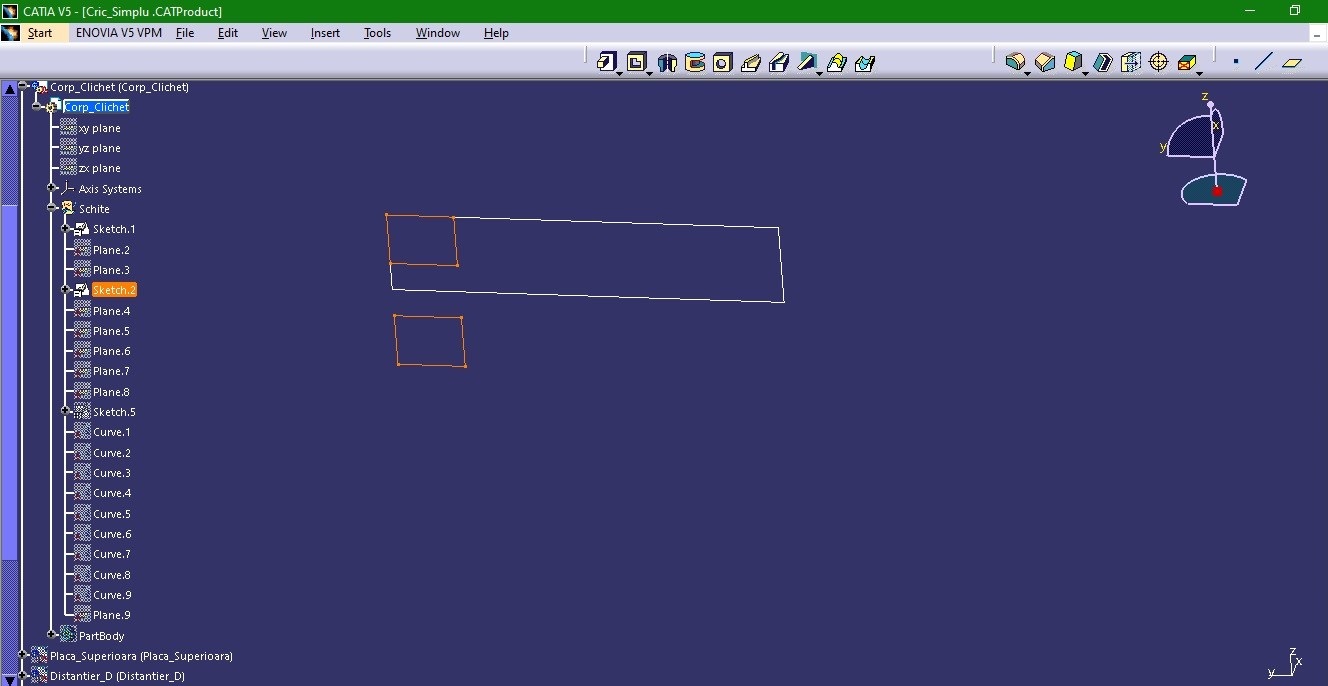 CATIA V5 - [Cric_Simplu .CATProduct]
Start ENOVIA V5 VPM File Edit View Insert Tools Window Help
Corp_Clichet (Corp_Clichet)
Corp_Clichet
xy plane
yz plane
zx plane
Axis Systems
Schite
Sketch.1
Plane.2
Plane.3
Sketch.2
Plane.4
Plane.5
Plane.6
Plane.7
Plane.8
Sketch.5
Curve.1
Curve.2
Curve.3
Curve.4
Curve.5
Curve.6
Curve.7
Curve.8
Curve.9
Plane.9
PartBody
Placa_Superioara (Placa_Superioara)
Distantier_D (Distantier_D)
z
x
y
z
x
y